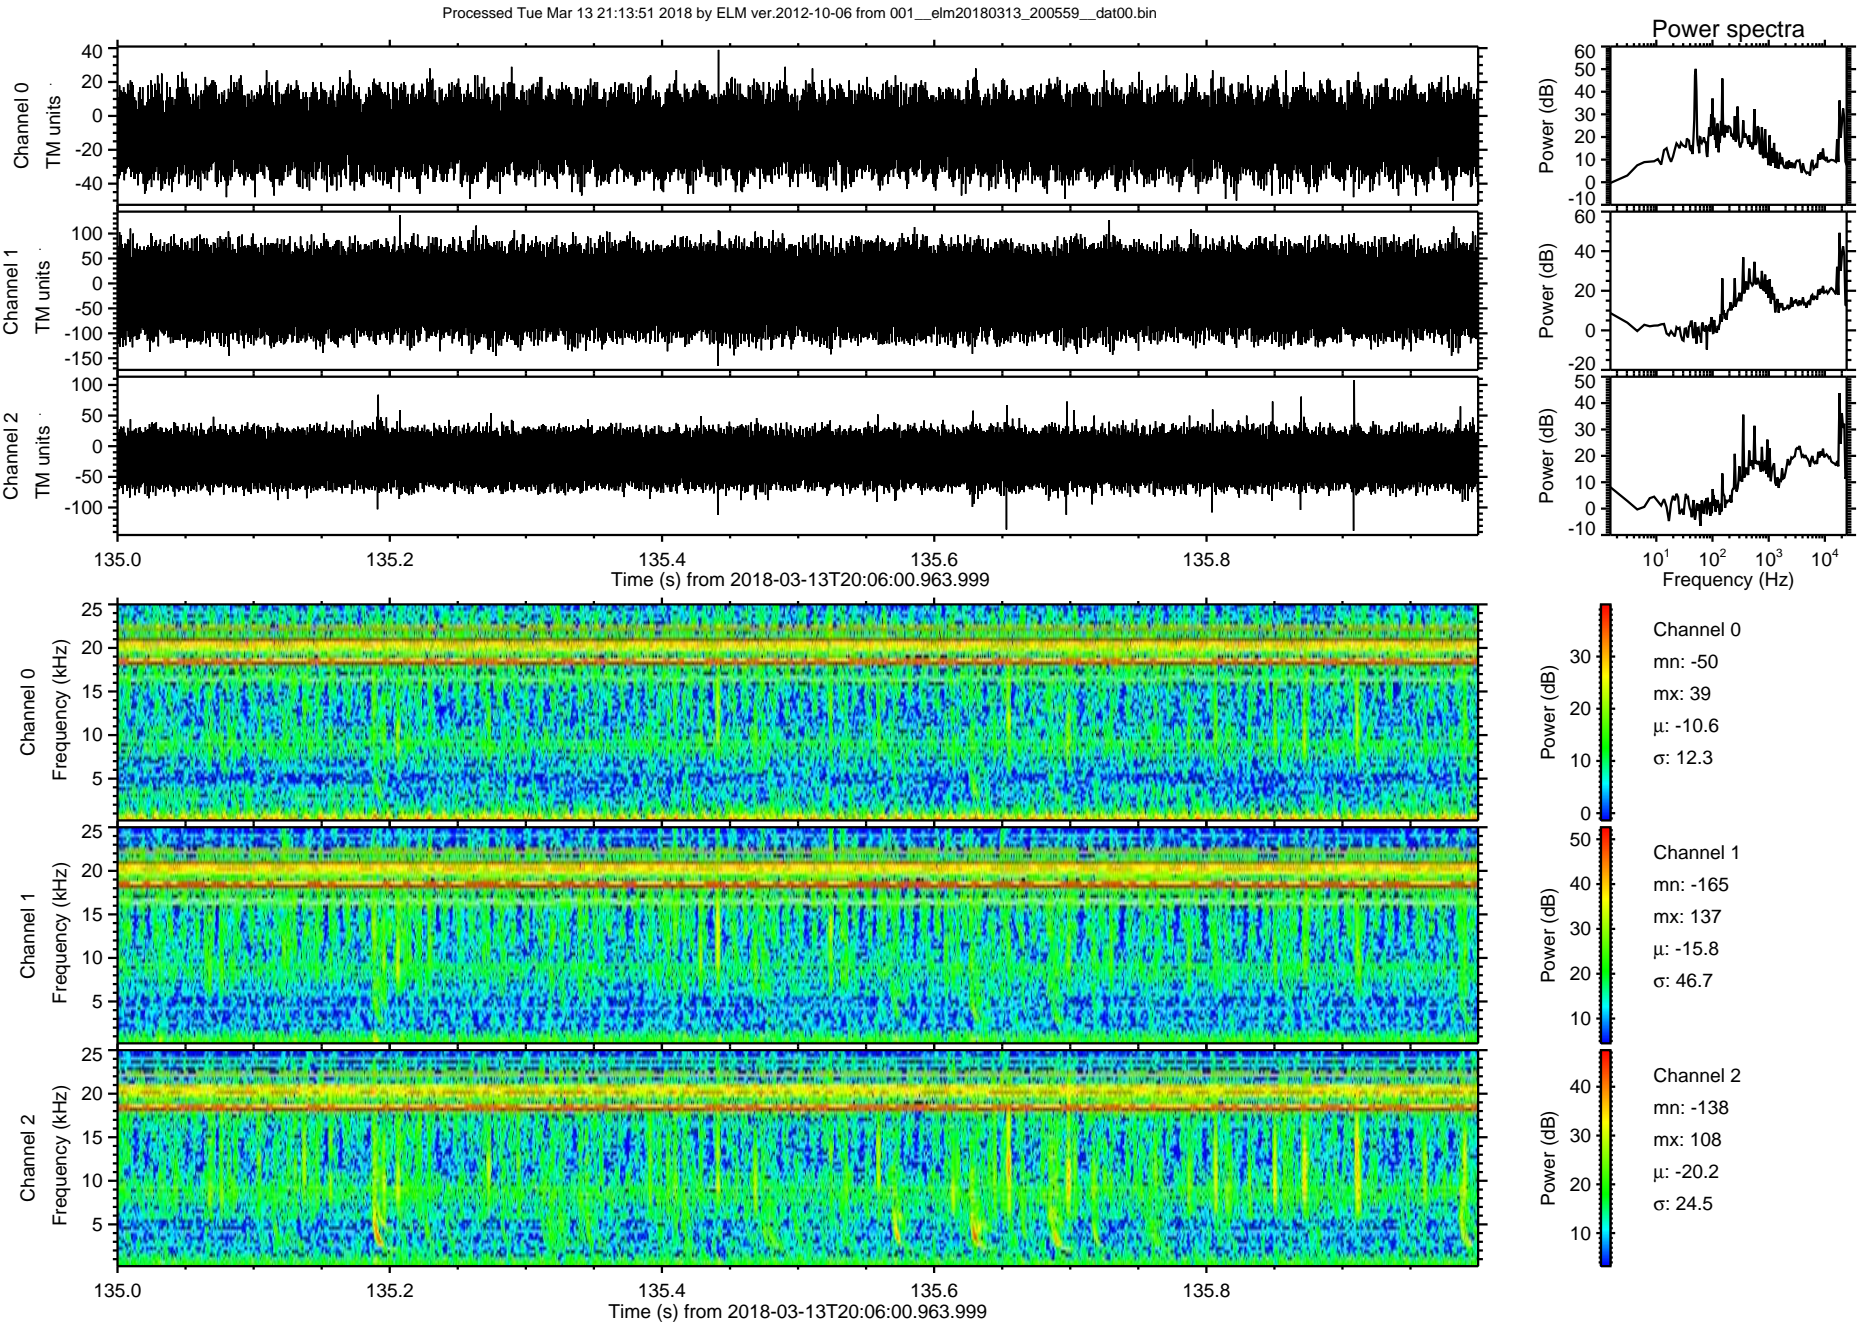 Processed Tue Mar 13 21:13:51 2018 by ELM ver.2012-10-06 from 001__elm20180313_200559__dat00.bin
Power spectra
Channel 0
TM units
40
20
0
-20
-40
Power (dB)
60
50
40
30
20
10
0
-10
Channel 1
TM units
100
50
0
-50
-100
-150
Power (dB)
60
40
20
0
-20
Channel 2
TM units
100
50
0
-50
-100
Power (dB)
50
40
30
20
10
0
-10
135.0 135.2 135.4 135.6 135.8
Time (s) from 2018-03-13T20:06:00.963.999
10¹ 10² 10³ 10⁴
Frequency (Hz)
Channel 0
Frequency (kHz)
25
20
15
10
5
Power (dB)
30
20
10
0
Channel 0
mn: -50
mx: 39
μ: -10.6
σ: 12.3
Channel 1
Frequency (kHz)
25
20
15
10
5
Power (dB)
50
40
30
20
10
Channel 1
mn: -165
mx: 137
μ: -15.8
σ: 46.7
Channel 2
Frequency (kHz)
25
20
15
10
5
Power (dB)
40
30
20
10
Channel 2
mn: -138
mx: 108
μ: -20.2
σ: 24.5
135.0 135.2 135.4 135.6 135.8
Time (s) from 2018-03-13T20:06:00.963.999